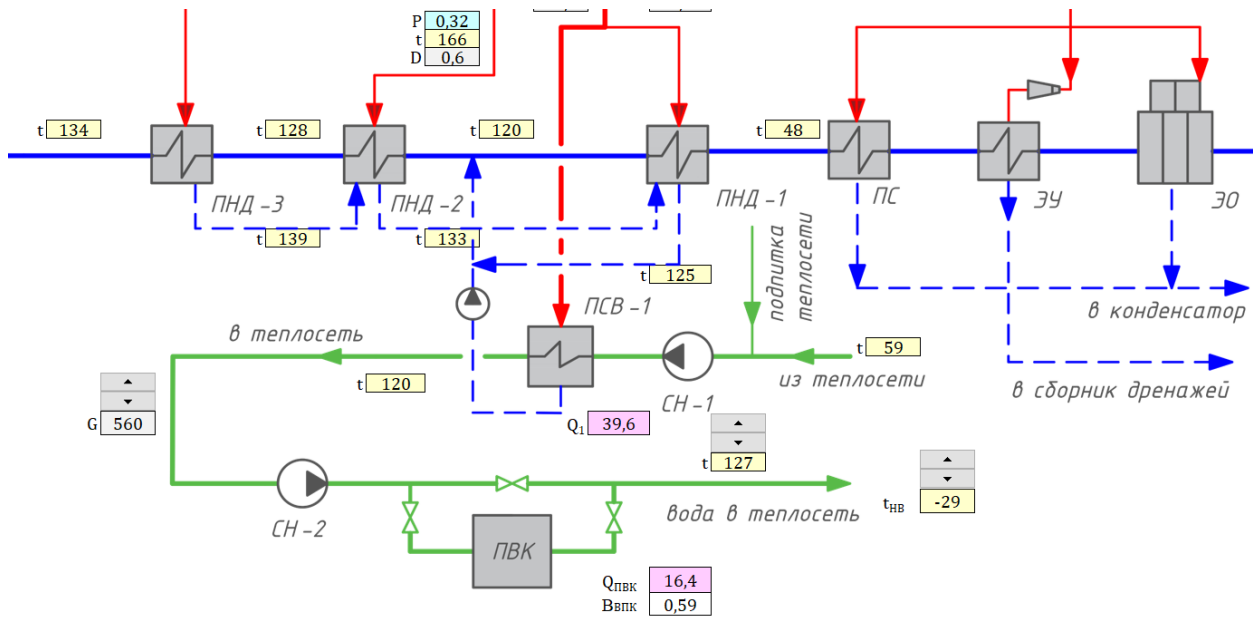 P 0,32
t 166
D 0,6
t 134
t 128
t 120
t 48
ПНД-3
ПНД-2
ПНД-1
ПС
ЭУ
ЭО
t 139
t 133
t 125
подпитка
теплосети
ПСВ-1
в конденсатор
в теплосеть
t 59
t 120
из теплосети
в сборник дренажей
СН-1
G 560
Q₁ 39,6
t 127
tНВ -29
СН-2
вода в теплосеть
ПВК
QПВК 16,4
BВПК 0,59